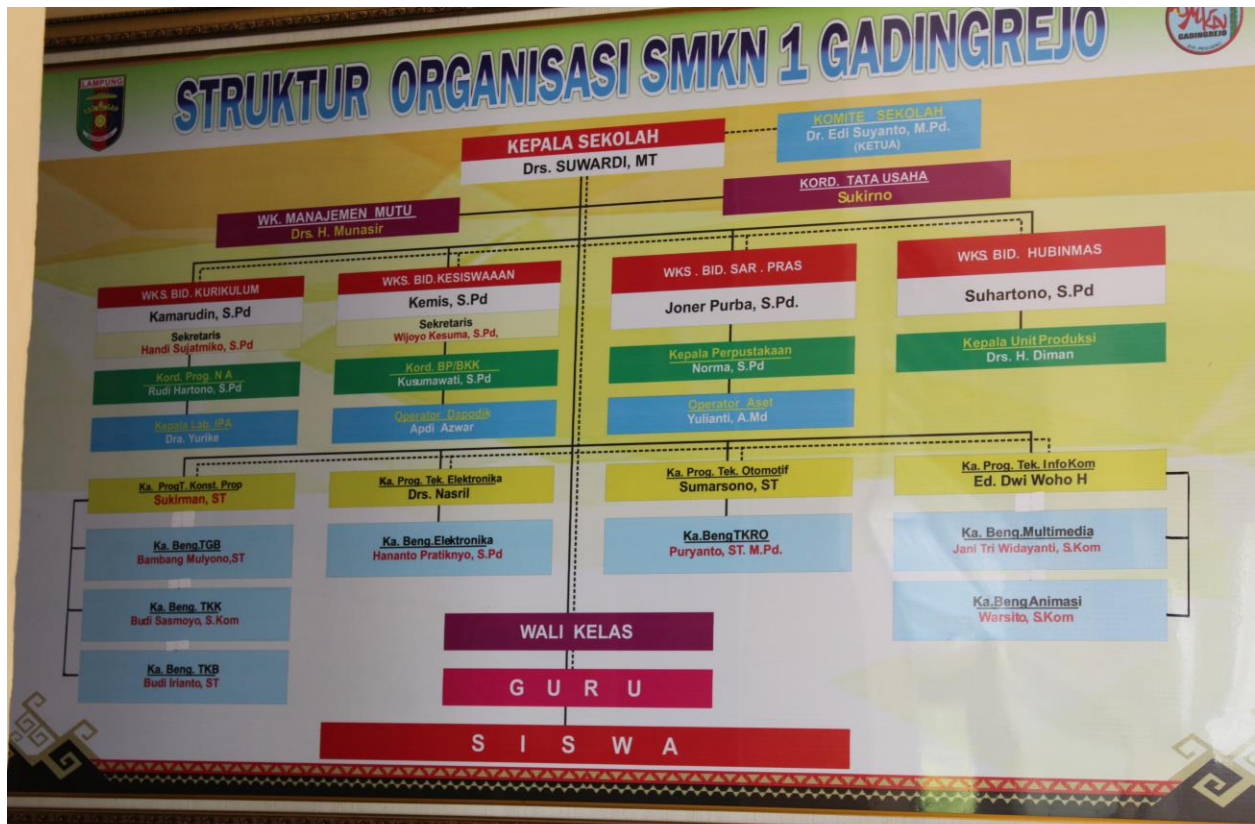 STRUKTUR ORGANISASI SMKN 1 GADINGREJO
LAMPUNG
GADINGREJO
KEPALA SEKOLAH
Drs. SUWARDI, MT
KOMITE SEKOLAH
Dr. Edi Suyanto, M.Pd.
(KETUA)
WK. MANAJEMEN MUTU
Drs. H. Munasir
KORD. TATA USAHA
Sukirno
WKS. BID. KURIKULUM
Kamarudin, S.Pd
Sekretaris
Handi Sujatmiko, S.Pd
Kord. Prog. N A
Rudi Hartono, S.Pd
Kepala Lab. IPA
Dra. Yurike
WKS. BID. KESISWAAAN
Kemis, S.Pd
Sekretaris
Wijoyo Kesuma, S.Pd,
Kord. BP/BKK
Kusumawati, S.Pd
Operator Dapodik
Apdi Azwar
WKS . BID. SAR . PRAS
Joner Purba, S.Pd.
Kepala Perpustakaan
Norma, S.Pd
Operator Aset
Yulianti, A.Md
WKS. BID. HUBINMAS
Suhartono, S.Pd
Kepala Unit Produksi
Drs. H. Diman
Ka. ProgT. Konst. Prop
Sukirman, ST
Ka. Beng.TGB
Bambang Mulyono,ST
Ka. Beng. TKK
Budi Sasmoyo, S.Kom
Ka. Beng. TKB
Budi Irianto, ST
Ka. Prog. Tek. Elektronika
Drs. Nasril
Ka. Beng.Elektronika
Hananto Pratiknyo, S.Pd
Ka. Prog. Tek. Otomotif
Sumarsono, ST
Ka.BengTKRO
Puryanto, ST. M.Pd.
Ka. Prog. Tek. InfoKom
Ed. Dwi Woho H
Ka. Beng.Multimedia
Jani Tri Widayanti, S.Kom
Ka.BengAnimasi
Warsito, S.Kom
WALI KELAS
G U R U
S I S W A